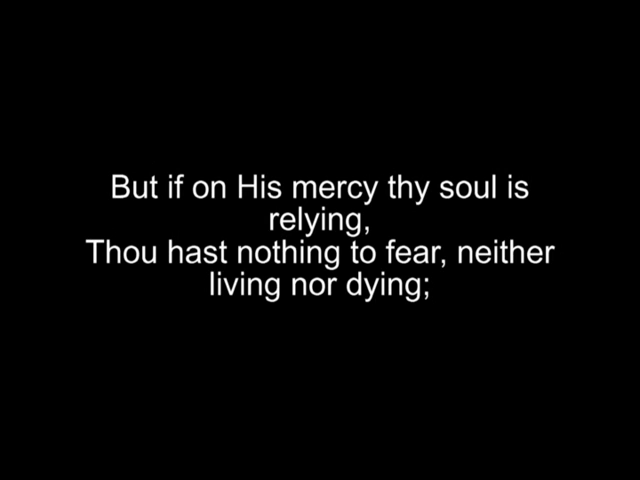 But if on His mercy thy soul is
relying,
Thou hast nothing to fear, neither
living nor dying;